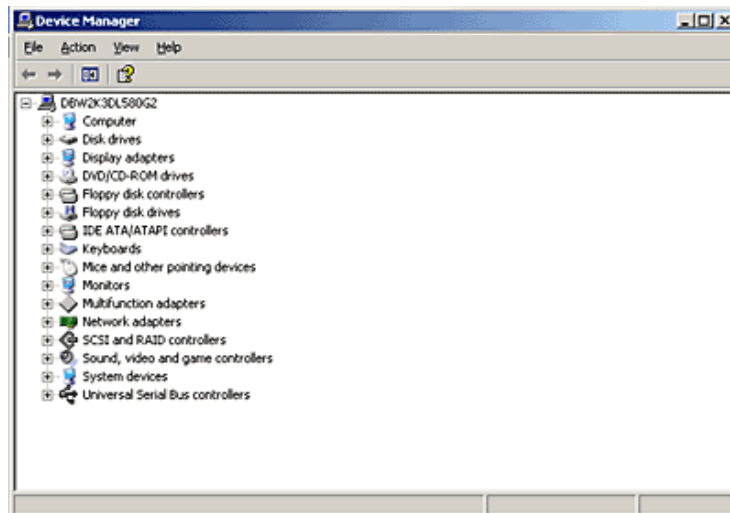 Device Manager
File Action View Help
DBW2K3DL580G2
Computer
Disk drives
Display adapters
DVD/CD-ROM drives
Floppy disk controllers
Floppy disk drives
IDE ATA/ATAPI controllers
Keyboards
Mice and other pointing devices
Monitors
Multifunction adapters
Network adapters
SCSI and RAID controllers
Sound, video and game controllers
System devices
Universal Serial Bus controllers